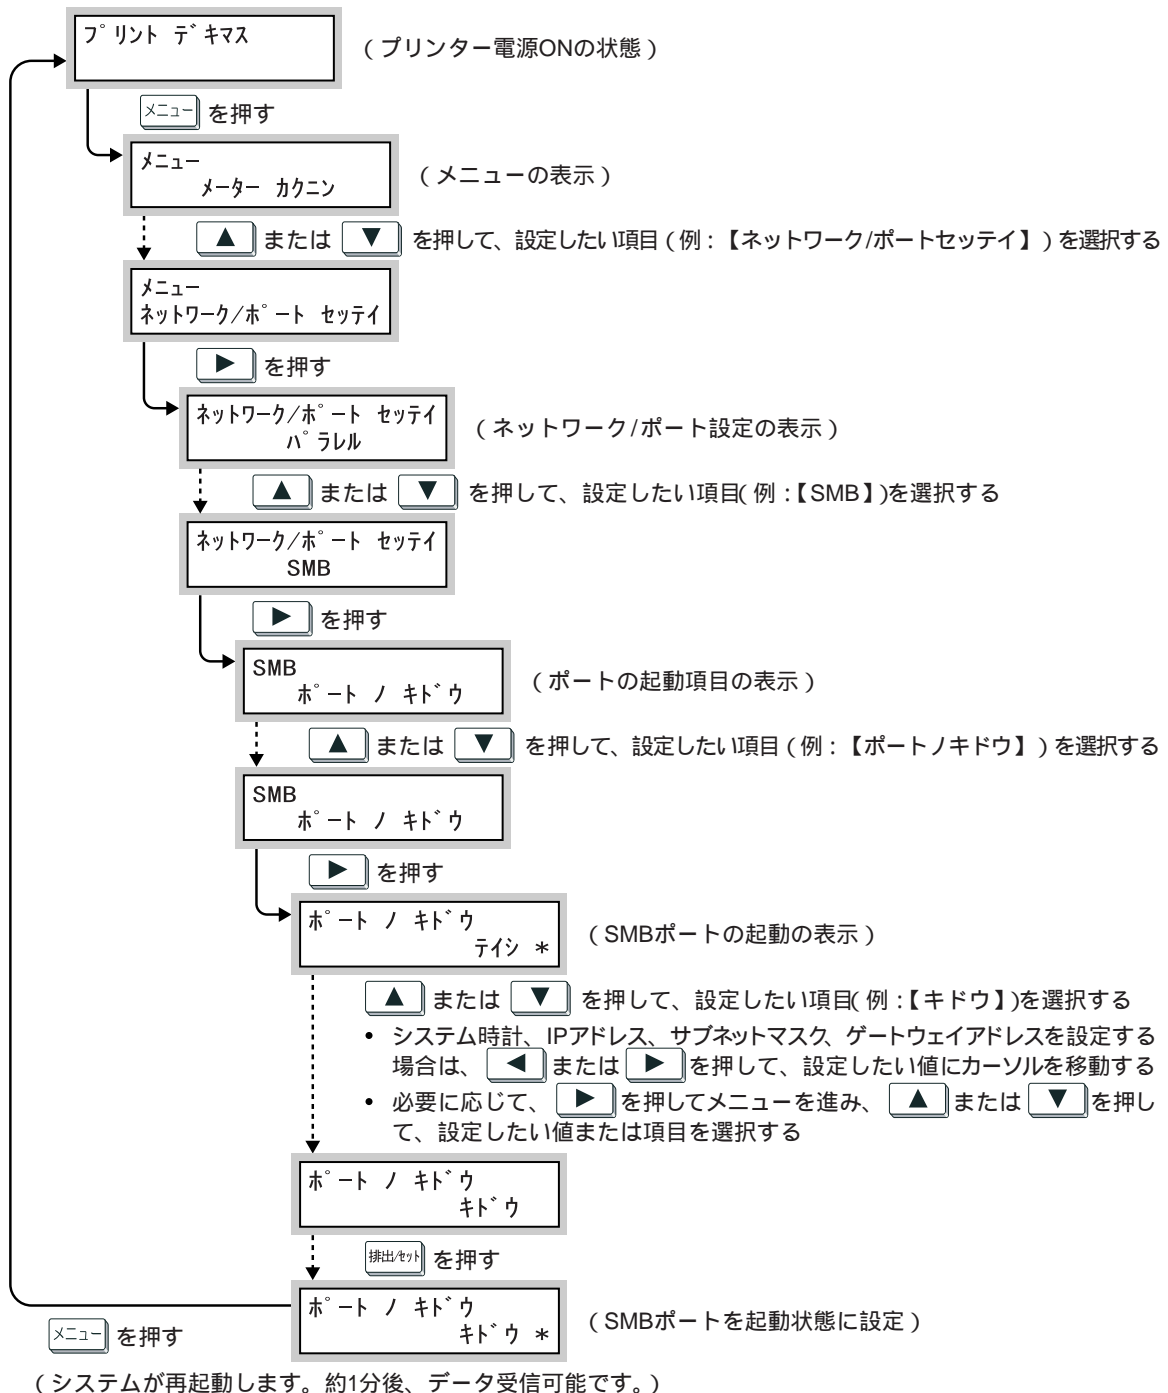 プリント デキマス
（プリンター電源ONの状態）
メニュー を押す
メニュー
メーター カクニン
（メニューの表示）
▲ または ▼ を押して、設定したい項目（例：【ネットワーク/ポートセッテイ】）を選択する
メニュー
ネットワーク/ポート セッテイ
▶ を押す
ネットワーク/ポート セッテイ
パラレル
（ネットワーク/ポート設定の表示）
▲ または ▼ を押して、設定したい項目（例：【SMB】）を選択する
ネットワーク/ポート セッテイ
SMB
▶ を押す
SMB
ポート ノ キドウ
（ポートの起動項目の表示）
▲ または ▼ を押して、設定したい項目（例：【ポートノキドウ】）を選択する
SMB
ポート ノ キドウ
▶ を押す
ポート ノ キドウ
テイシ ＊
（SMBポートの起動の表示）
▲ または ▼ を押して、設定したい項目（例：【キドウ】）を選択する
• システム時計、IPアドレス、サブネットマスク、ゲートウェイアドレスを設定する
場合は、 ◀ または ▶ を押して、設定したい値にカーソルを移動する
• 必要に応じて、 ▶ を押してメニューを進み、 ▲ または ▼ を押し
て、設定したい値または項目を選択する
ポート ノ キドウ
キドウ
排出/セット を押す
ポート ノ キドウ
キドウ ＊
（SMBポートを起動状態に設定）
メニュー を押す
（システムが再起動します。約1分後、データ受信可能です。）